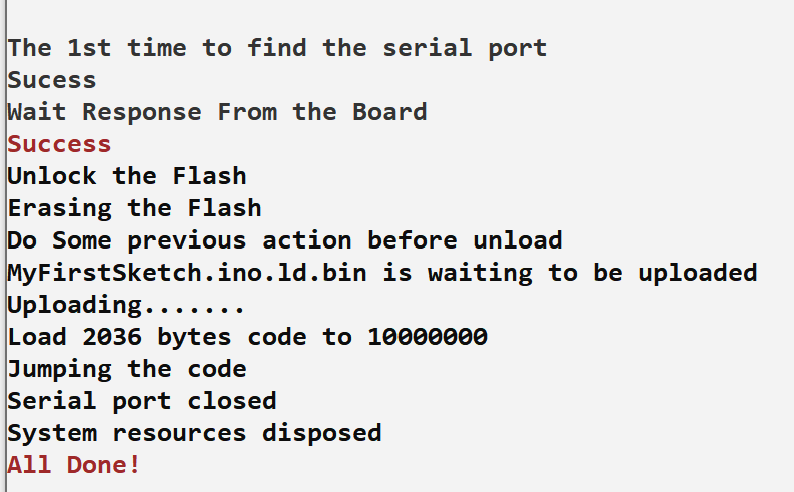 The 1st time to find the serial port
Sucess
Wait Response From the Board
Success
Unlock the Flash
Erasing the Flash
Do Some previous action before unload
MyFirstSketch.ino.ld.bin is waiting to be uploaded
Uploading.......
Load 2036 bytes code to 10000000
Jumping the code
Serial port closed
System resources disposed
All Done!